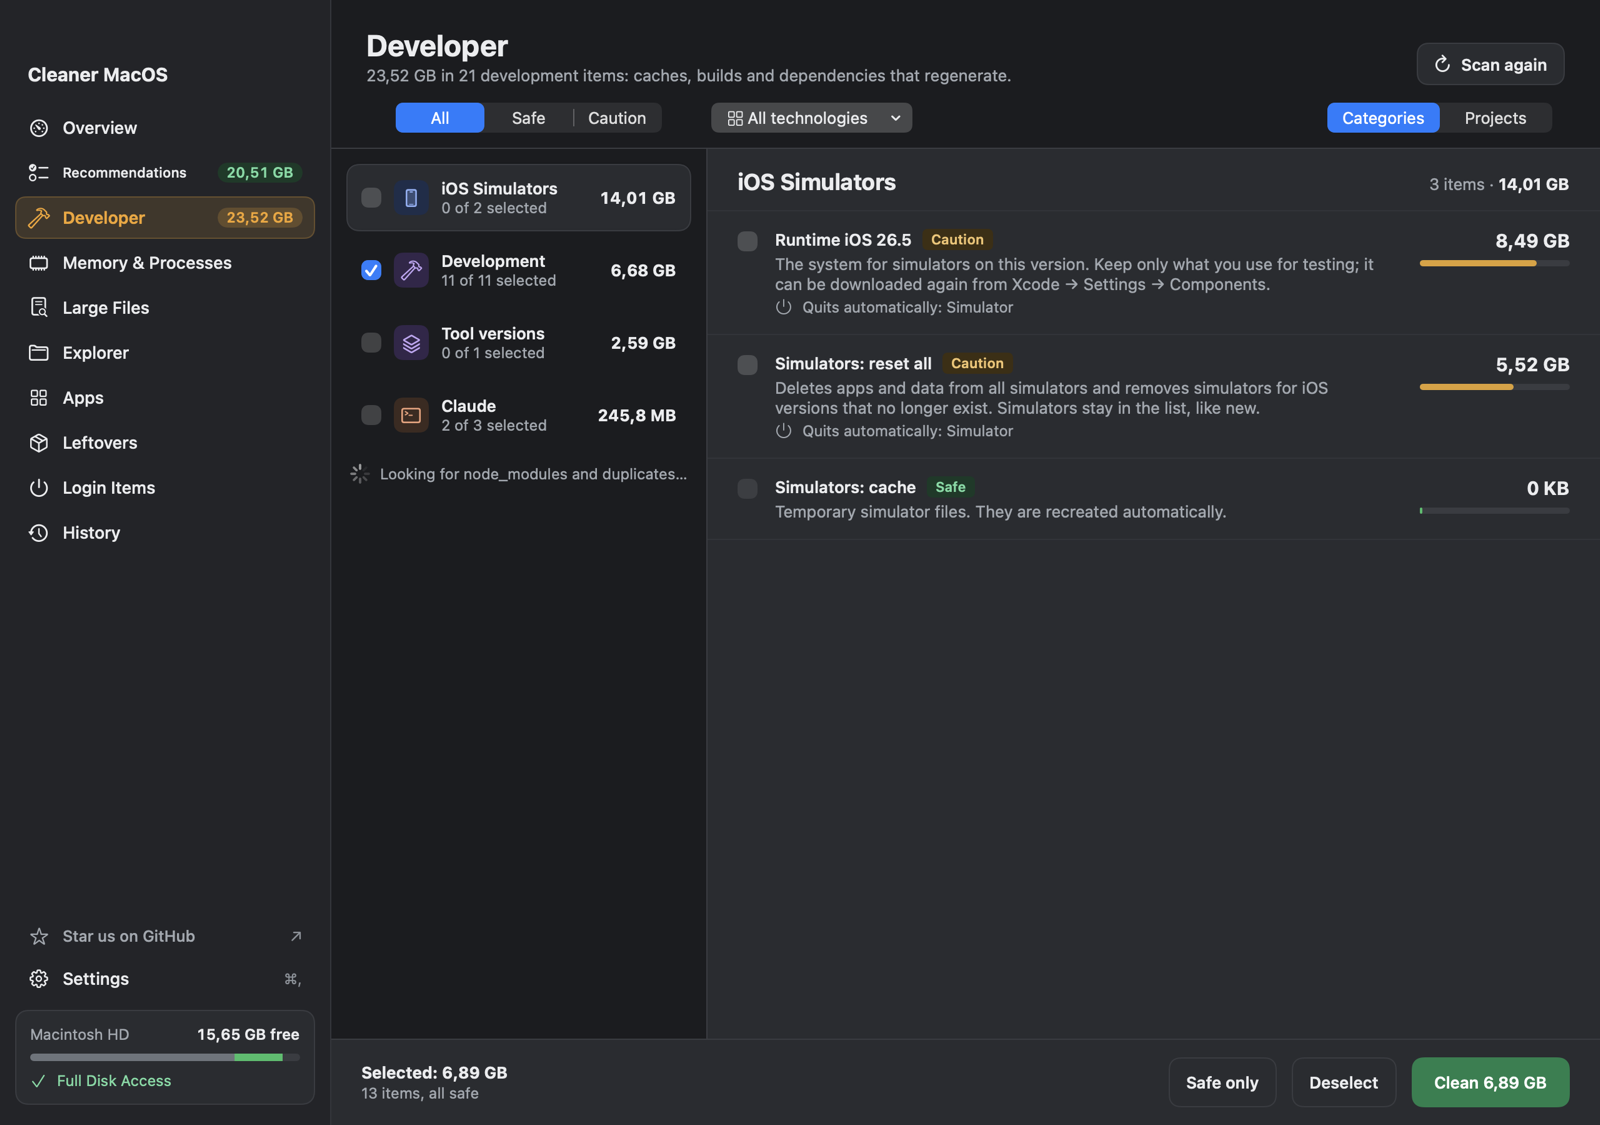 Cleaner MacOS
Overview
Recommendations 20,51 GB
Developer 23,52 GB
Memory & Processes
Large Files
Explorer
Apps
Leftovers
Login Items
History
Star us on GitHub
Settings ⌘,
Macintosh HD 15,65 GB free
Full Disk Access
Developer
23,52 GB in 21 development items: caches, builds and dependencies that regenerate.
Scan again
All Safe Caution
All technologies
Categories Projects
iOS Simulators
0 of 2 selected
14,01 GB
Development
11 of 11 selected
6,68 GB
Tool versions
0 of 1 selected
2,59 GB
Claude
2 of 3 selected
245,8 MB
Looking for node_modules and duplicates...
iOS Simulators
3 items · 14,01 GB
Runtime iOS 26.5 Caution
8,49 GB
The system for simulators on this version. Keep only what you use for testing; it
can be downloaded again from Xcode → Settings → Components.
Quits automatically: Simulator
Simulators: reset all Caution
5,52 GB
Deletes apps and data from all simulators and removes simulators for iOS
versions that no longer exist. Simulators stay in the list, like new.
Quits automatically: Simulator
Simulators: cache Safe
0 KB
Temporary simulator files. They are recreated automatically.
Selected: 6,89 GB
13 items, all safe
Safe only
Deselect
Clean 6,89 GB